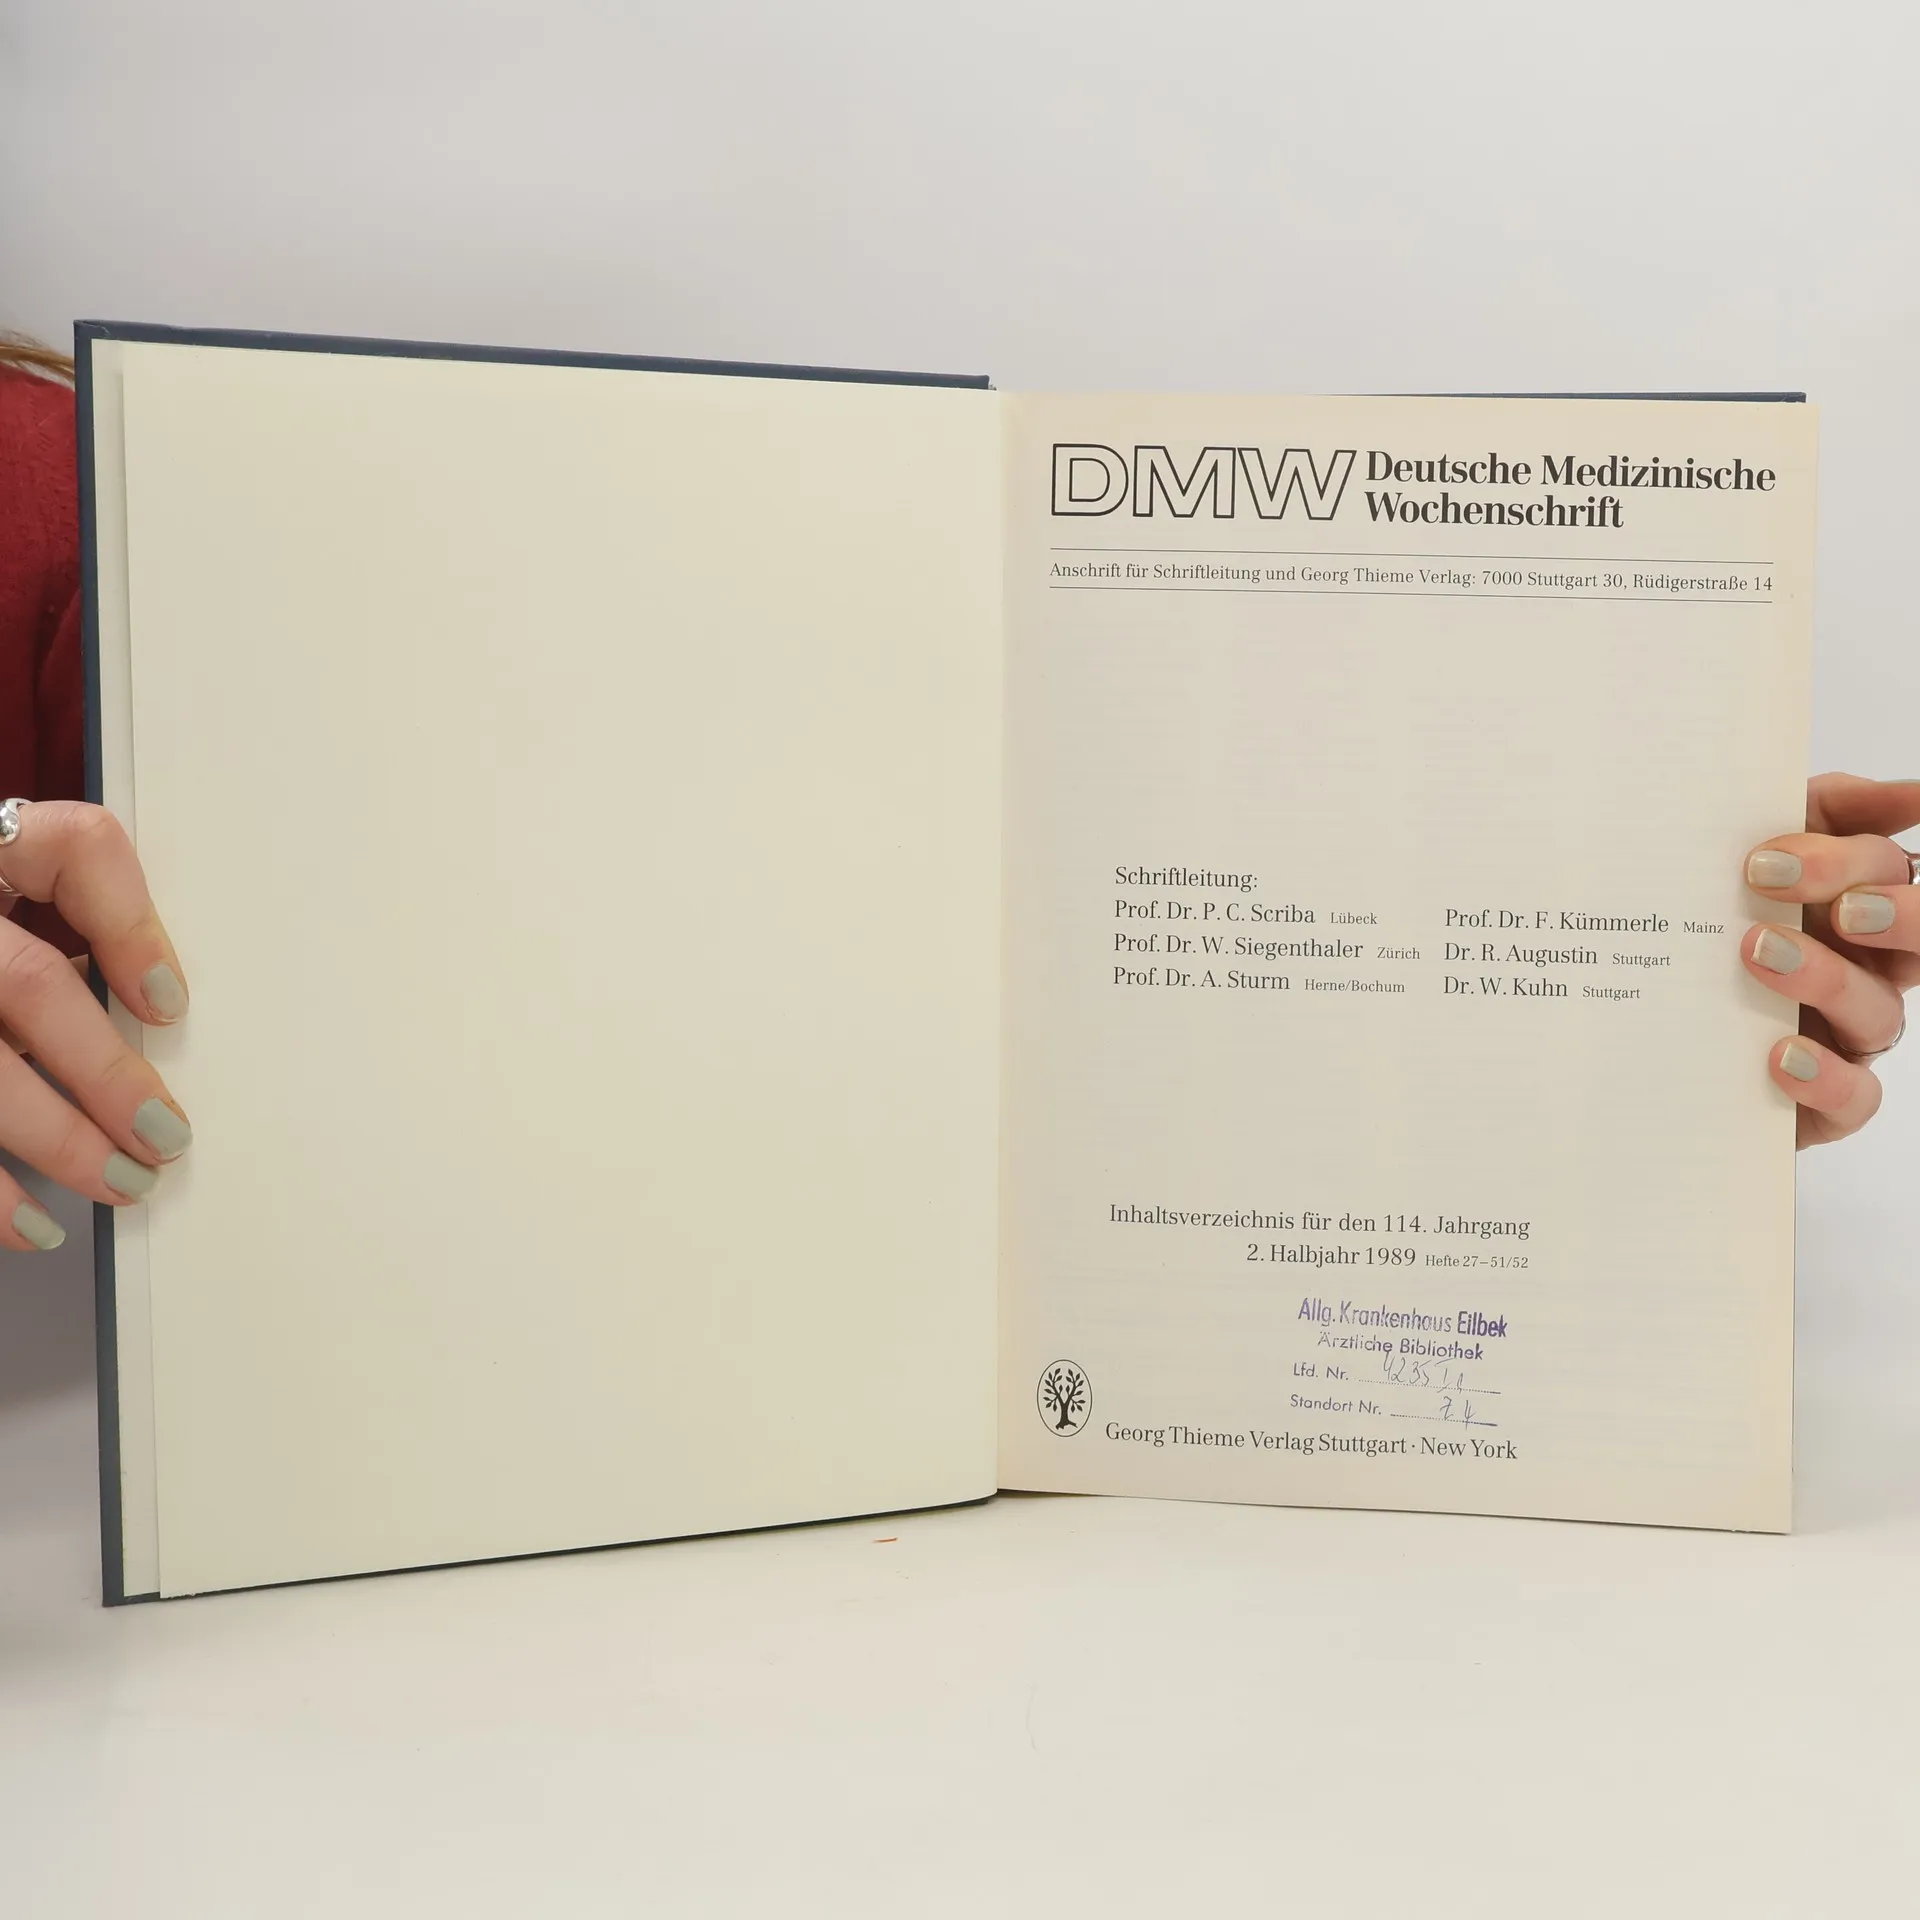 DMW Deutsche Medizinische
Wochenschrift
Anschrift für Schriftleitung und Georg Thieme Verlag: 7000 Stuttgart 30, Rüdigerstraße 14
Schriftleitung:
Prof. Dr. P. C. Scriba Lübeck
Prof. Dr. W. Siegenthaler Zürich
Prof. Dr. A. Sturm Herne/Bochum
Prof. Dr. F. Kümmerle Mainz
Dr. R. Augustin Stuttgart
Dr. W. Kuhn Stuttgart
Inhaltsverzeichnis für den 114. Jahrgang
2. Halbjahr 1989 Hefte 27–51/52
Allg. Krankenhaus Eilbek
Ärztliche Bibliothek
Lfd. Nr. 4235
Standort Nr. Z 4
Georg Thieme Verlag Stuttgart · New York